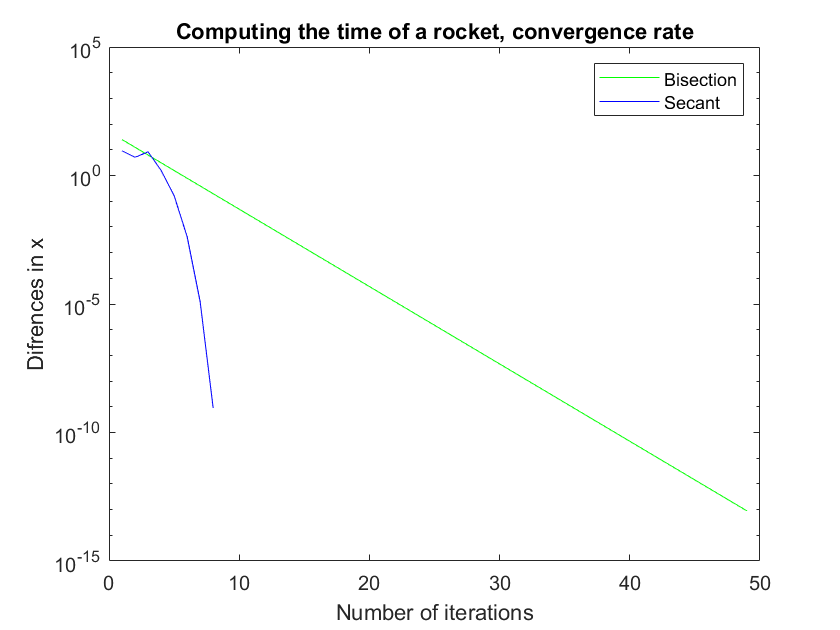 Computing the time of a rocket, convergence rate
Bisection
Secant
10^5
10^0
10^-5
10^-10
10^-15
Difrences in x
0 10 20 30 40 50
Number of iterations